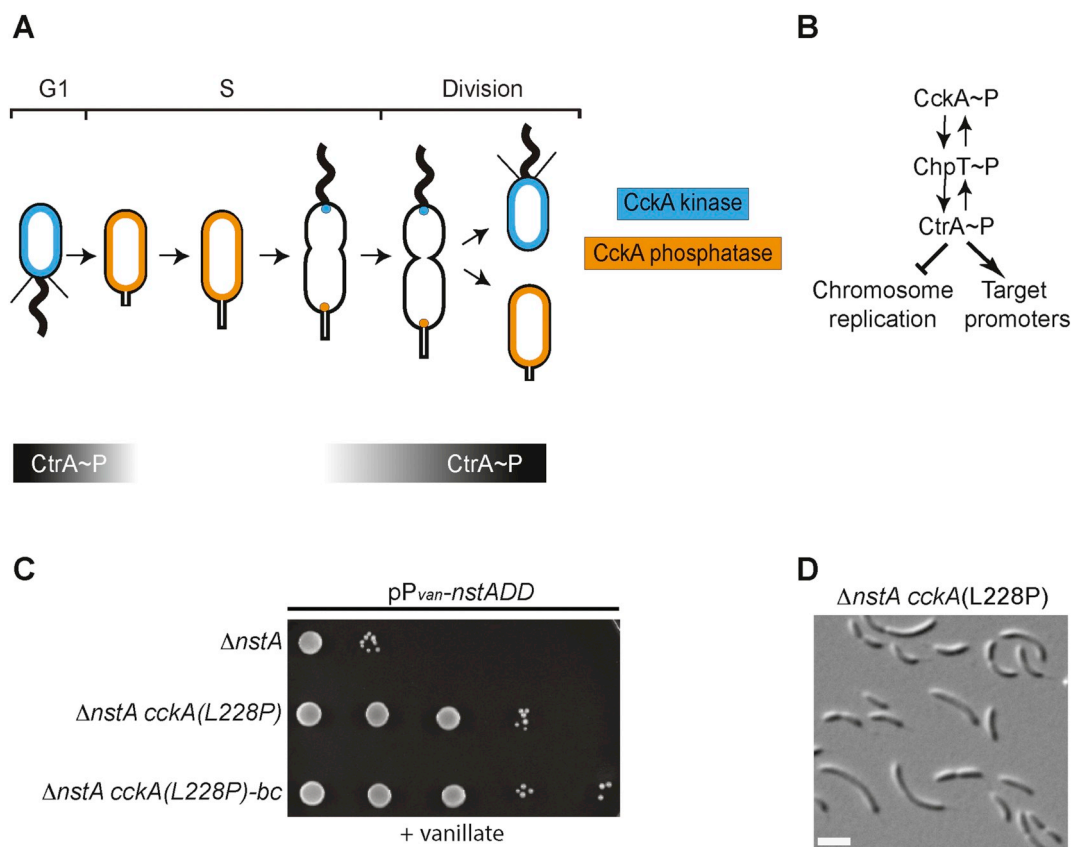 A
G1 S Division
CckA kinase
CckA phosphatase
CtrA~P CtrA~P
B
CckA~P
ChpT~P
CtrA~P
Chromosome Target
replication promoters
C
pPvan-nstADD
ΔnstA
ΔnstA cckA(L228P)
ΔnstA cckA(L228P)-bc
+ vanillate
D
ΔnstA cckA(L228P)